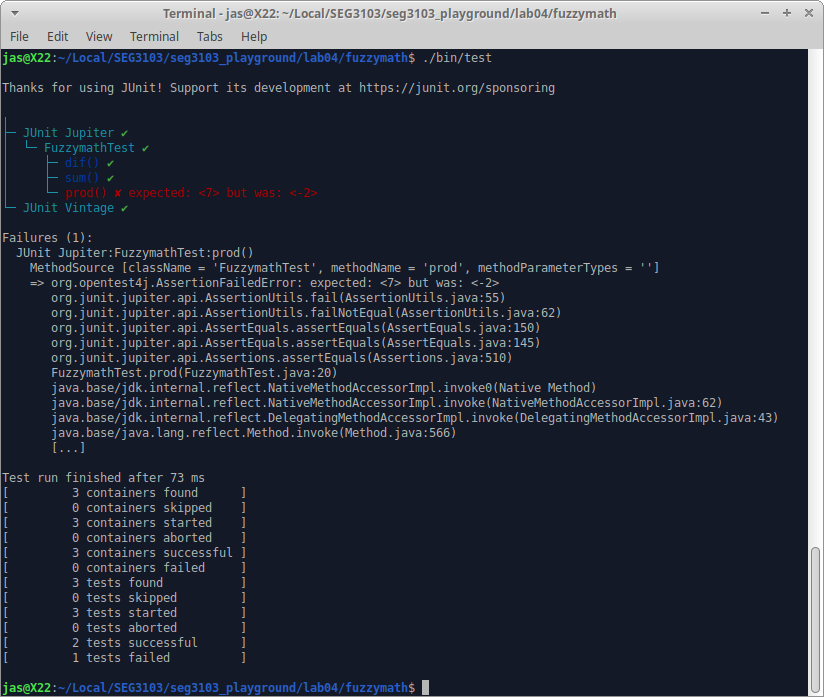 Terminal - jas@X22: ~/Local/SEG3103/seg3103_playground/lab04/fuzzymath
File Edit View Terminal Tabs Help
jas@X22:~/Local/SEG3103/seg3103_playground/lab04/fuzzymath$ ./bin/test
Thanks for using JUnit! Support its development at https://junit.org/sponsoring
├─ JUnit Jupiter ✔
│  └─ FuzzymathTest ✔
│     ├─ dif() ✔
│     ├─ sum() ✔
│     └─ prod() ✘ expected: <7> but was: <-2>
└─ JUnit Vintage ✔
Failures (1):
JUnit Jupiter:FuzzymathTest:prod()
MethodSource [className = 'FuzzymathTest', methodName = 'prod', methodParameterTypes = '']
=> org.opentest4j.AssertionFailedError: expected: <7> but was: <-2>
org.junit.jupiter.api.AssertionUtils.fail(AssertionUtils.java:55)
org.junit.jupiter.api.AssertionUtils.failNotEqual(AssertionUtils.java:62)
org.junit.jupiter.api.AssertEquals.assertEquals(AssertEquals.java:150)
org.junit.jupiter.api.AssertEquals.assertEquals(AssertEquals.java:145)
org.junit.jupiter.api.Assertions.assertEquals(Assertions.java:510)
FuzzymathTest.prod(FuzzymathTest.java:20)
java.base/jdk.internal.reflect.NativeMethodAccessorImpl.invoke0(Native Method)
java.base/jdk.internal.reflect.NativeMethodAccessorImpl.invoke(NativeMethodAccessorImpl.java:62)
java.base/jdk.internal.reflect.DelegatingMethodAccessorImpl.invoke(DelegatingMethodAccessorImpl.java:43)
java.base/java.lang.reflect.Method.invoke(Method.java:566)
[...]
Test run finished after 73 ms
[ 3 containers found ]
[ 0 containers skipped ]
[ 3 containers started ]
[ 0 containers aborted ]
[ 3 containers successful ]
[ 0 containers failed ]
[ 3 tests found ]
[ 0 tests skipped ]
[ 3 tests started ]
[ 0 tests aborted ]
[ 2 tests successful ]
[ 1 tests failed ]
jas@X22:~/Local/SEG3103/seg3103_playground/lab04/fuzzymath$